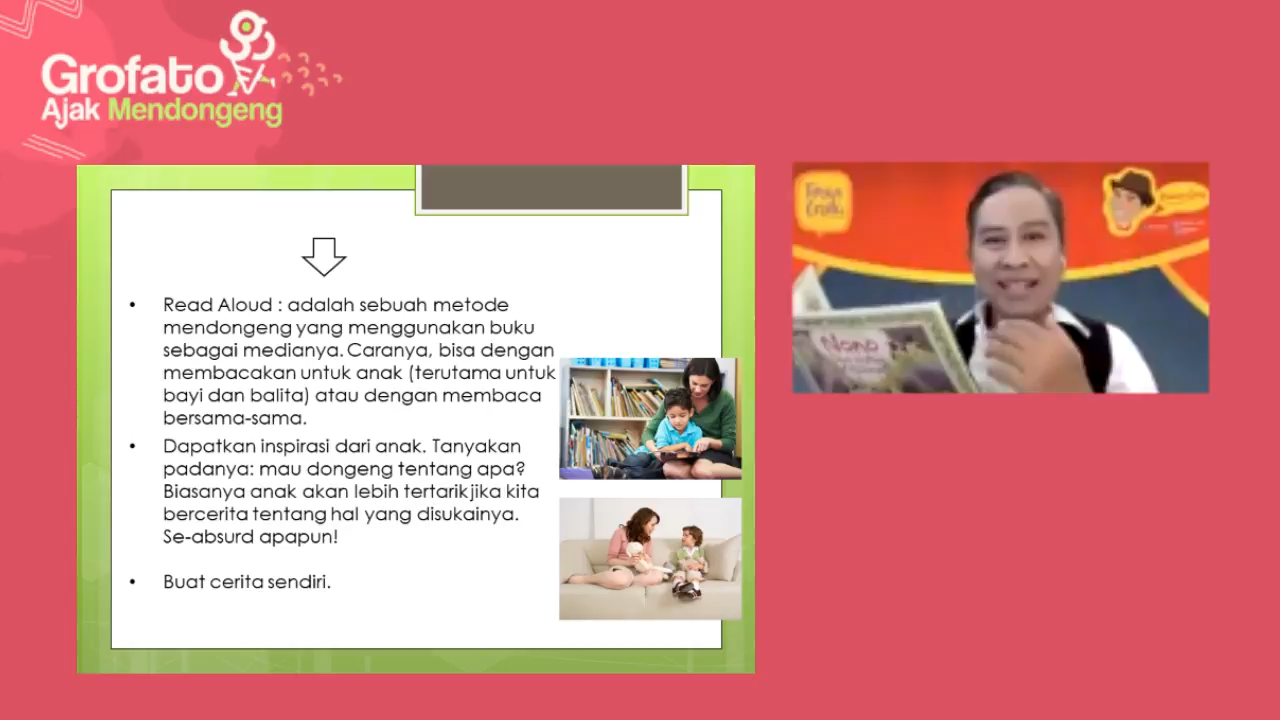 Grofato
Ajak Mendongeng
Read Aloud : adalah sebuah metode
mendongeng yang menggunakan buku
sebagai medianya. Caranya, bisa dengan
membacakan untuk anak (terutama untuk
bayi dan balita) atau dengan membaca
bersama-sama.
Dapatkan inspirasi dari anak. Tanyakan
padanya: mau dongeng tentang apa?
Biasanya anak akan lebih tertarik jika kita
bercerita tentang hal yang disukainya.
Se-absurd apapun!
Buat cerita sendiri.
Nano